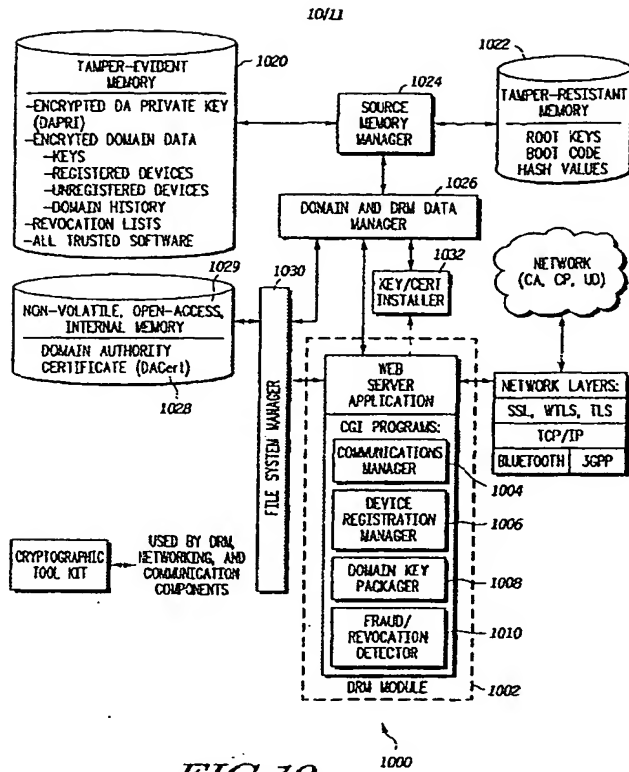 10/11
TAMPER-EVIDENT
MEMORY
-ENCRYPTED DA PRIVATE KEY
(DAPRI)
-ENCRYTED DOMAIN DATA
-KEYS
-REGISTERED DEVICES
-UNREGISTERED DEVICES
-DOMAIN HISTORY
-REVOCATION LISTS
-ALL TRUSTED SOFTWARE
1020
1024
SOURCE
MEMORY
MANAGER
1022
TAMPER-RESISTANT
MEMORY
ROOT KEYS
BOOT CODE
HASH VALUES
1026
DOMAIN AND DRM DATA
MANAGER
1032
KEY/CERT
INSTALLER
NETWORK
(CA, CP, UD)
1029
NON-VOLATILE, OPEN-ACCESS,
INTERNAL MEMORY
DOMAIN AUTHORITY
CERTIFICATE (DACert)
1028
1030
FILE SYSTEM MANAGER
WEB
SERVER
APPLICATION
CGI PROGRAMS:
COMMUNICATIONS
MANAGER
1004
DEVICE
REGISTRATION
MANAGER
1006
DOMAIN KEY
PACKAGER
1008
FRAUD/
REVOCATION
DETECTOR
1010
DRM MODULE
1002
NETWORK LAYERS:
SSL, WTLS, TLS
TCP/IP
BLUETOOTH
3GPP
CRYPTOGRAPHIC
TOOL KIT
USED BY DRM,
NETWORKING, AND
COMMUNICATION
COMPONENTS
1000
FIG.10